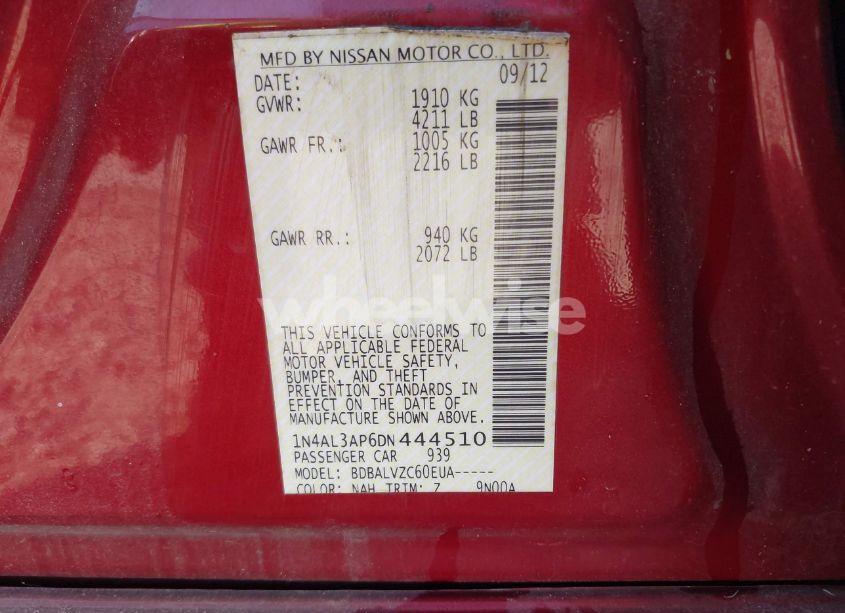 MFD BY NISSAN MOTOR CO., LTD.
DATE: 09/12
GVWR: 1910 KG
4211 LB
GAWR FR.: 1005 KG
2216 LB
GAWR RR.: 940 KG
2072 LB
wheelwise
THIS VEHICLE CONFORMS TO
ALL APPLICABLE FEDERAL
MOTOR VEHICLE SAFETY,
BUMPER, AND THEFT
PREVENTION STANDARDS IN
EFFECT ON THE DATE OF
MANUFACTURE SHOWN ABOVE.
1N4AL3AP6DN444510
PASSENGER CAR 939
MODEL: BDBALVZC60EUA-----
COLOR: NAH TRIM: Z 9N00A